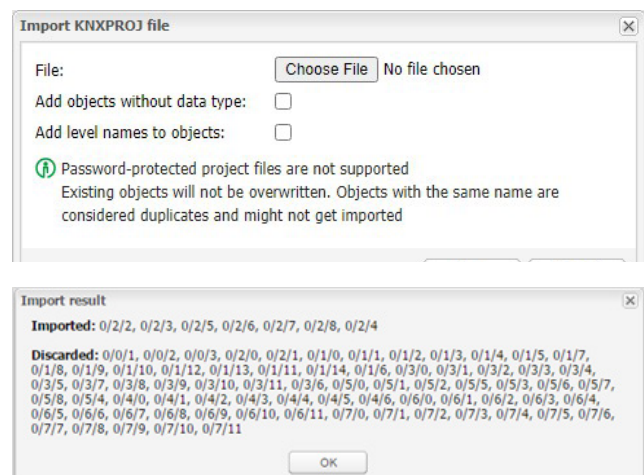 Import KNXPROJ file
File:
Choose File No file chosen
Add objects without data type:
Add level names to objects:
Password-protected project files are not supported
Existing objects will not be overwritten. Objects with the same name are
considered duplicates and might not get imported
Import result
Imported: 0/2/2, 0/2/3, 0/2/5, 0/2/6, 0/2/7, 0/2/8, 0/2/4
Discarded: 0/0/1, 0/0/2, 0/0/3, 0/2/0, 0/2/1, 0/1/0, 0/1/1, 0/1/2, 0/1/3, 0/1/4, 0/1/5, 0/1/7,
0/1/8, 0/1/9, 0/1/10, 0/1/12, 0/1/13, 0/1/11, 0/1/14, 0/1/6, 0/3/0, 0/3/1, 0/3/2, 0/3/3, 0/3/4,
0/3/5, 0/3/7, 0/3/8, 0/3/9, 0/3/10, 0/3/11, 0/3/6, 0/5/0, 0/5/1, 0/5/2, 0/5/5, 0/5/3, 0/5/6, 0/5/7,
0/5/8, 0/5/4, 0/4/0, 0/4/1, 0/4/2, 0/4/3, 0/4/4, 0/4/5, 0/4/6, 0/6/0, 0/6/1, 0/6/2, 0/6/3, 0/6/4,
0/6/5, 0/6/6, 0/6/7, 0/6/8, 0/6/9, 0/6/10, 0/6/11, 0/7/0, 0/7/1, 0/7/2, 0/7/3, 0/7/4, 0/7/5, 0/7/6,
0/7/7, 0/7/8, 0/7/9, 0/7/10, 0/7/11
OK